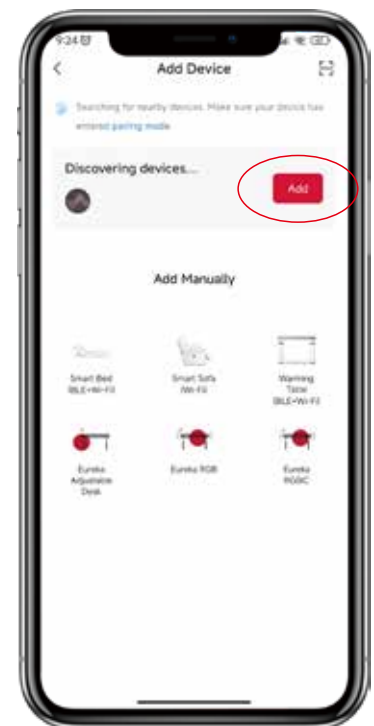 9:24
Add Device
Searching for nearby devices. Make sure your device has
entered pairing mode.
Discovering devices...
Add
Add Manually
Smart Bed
(BLE+Wi-Fi)
Smart Sofa
(Wi-Fi)
Warming
Table
(BLE+Wi-Fi)
Eureka
Adjustable
Desk
Eureka RGB
Eureka
RGBIC